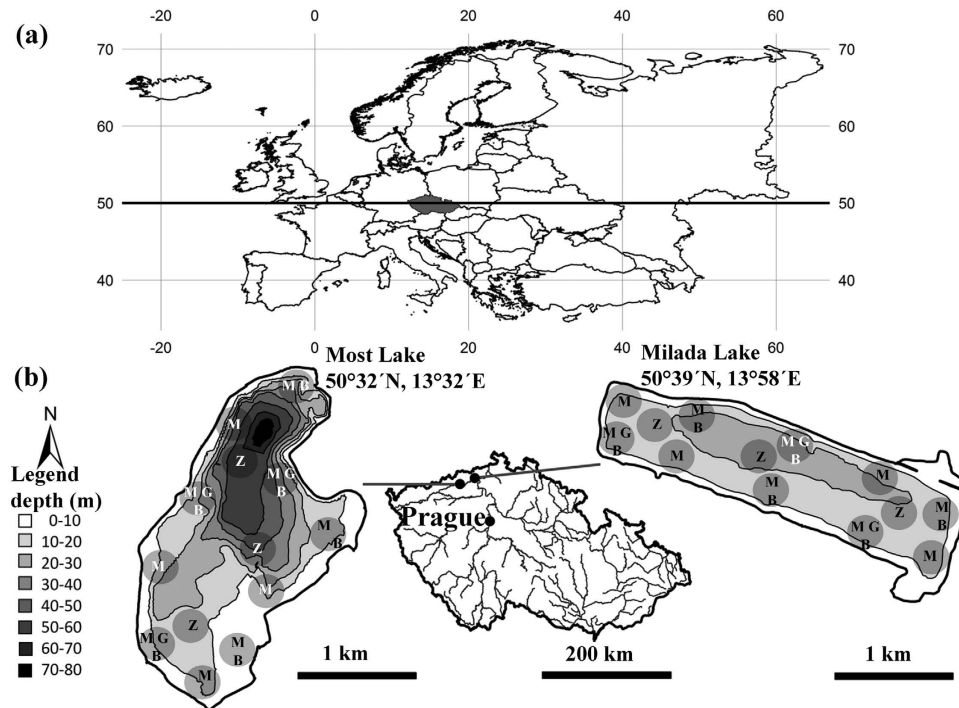 (a)
-20 0 20 40 60
70 70
60 60
50 50
40 40
-20 0 20 40 60
(b)
Most Lake
50°32´N, 13°32´E
Milada Lake
50°39´N, 13°58´E
N
Legend
depth (m)
0-10
10-20
20-30
30-40
40-50
50-60
60-70
70-80
M B
M
Z
M G
B
M G
B
M
B
Z
M
M
Z
M G
B
M
B
M
Prague
M
M
B
Z
M G
B
M G
B
M
Z
M
M
B
Z
M
B
M G
B
M
1 km
200 km
1 km